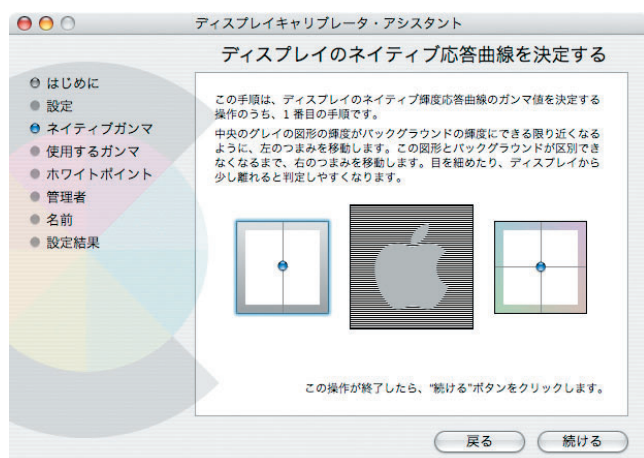 ディスプレイキャリブレータ・アシスタント
ディスプレイのネイティブ応答曲線を決定する
はじめに
設定
ネイティブガンマ
使用するガンマ
ホワイトポイント
管理者
名前
設定結果
この手順は、ディスプレイのネイティブ輝度応答曲線のガンマ値を決定する
操作のうち、1 番目の手順です。
中央のグレイの図形の輝度がバックグラウンドの輝度にできる限り近くなる
ように、左のつまみを移動します。この図形とバックグラウンドが区別でき
なくなるまで、右のつまみを移動します。目を細めたり、ディスプレイから
少し離れると判定しやすくなります。
この操作が終了したら、“続ける”ボタンをクリックします。
戻る
続ける